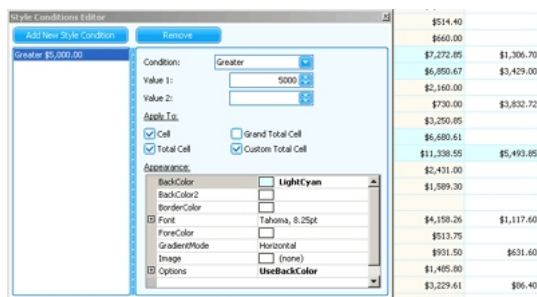 Style Conditions Editor
Add New Style Condition
Remove
Greater $5,000.00
Condition: Greater
Value 1: 5000
Value 2:
Apply To:
Cell
Grand Total Cell
Total Cell
Custom Total Cell
Appearance:
BackColor LightCyan
BackColor2
BorderColor
Font Tahoma, 8.25pt
ForeColor
GradientMode Horizontal
Image (none)
Options UseBackColor
$514.40
$660.00
$7,272.85 $1,306.70
$6,850.67 $3,429.00
$2,160.00
$730.00 $3,832.72
$3,250.85
$6,680.61
$11,338.55 $5,493.85
$2,431.00
$1,589.30
$4,158.26 $1,117.60
$513.75
$931.50 $631.60
$1,485.80
$3,229.61 $86.40